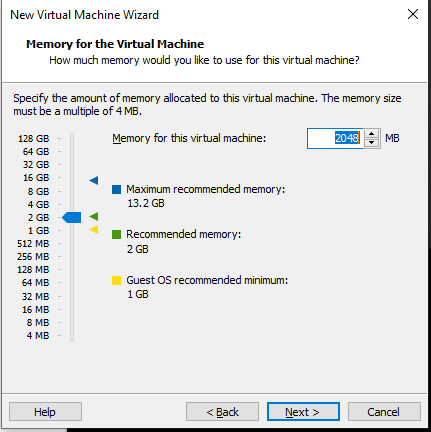 New Virtual Machine Wizard
Memory for the Virtual Machine
How much memory would you like to use for this virtual machine?
Specify the amount of memory allocated to this virtual machine. The memory size
must be a multiple of 4 MB.
Memory for this virtual machine: 2048 MB
128 GB
64 GB
32 GB
16 GB
8 GB
4 GB
2 GB
1 GB
512 MB
256 MB
128 MB
64 MB
32 MB
16 MB
8 MB
4 MB
Maximum recommended memory:
13.2 GB
Recommended memory:
2 GB
Guest OS recommended minimum:
1 GB
Help
< Back
Next >
Cancel